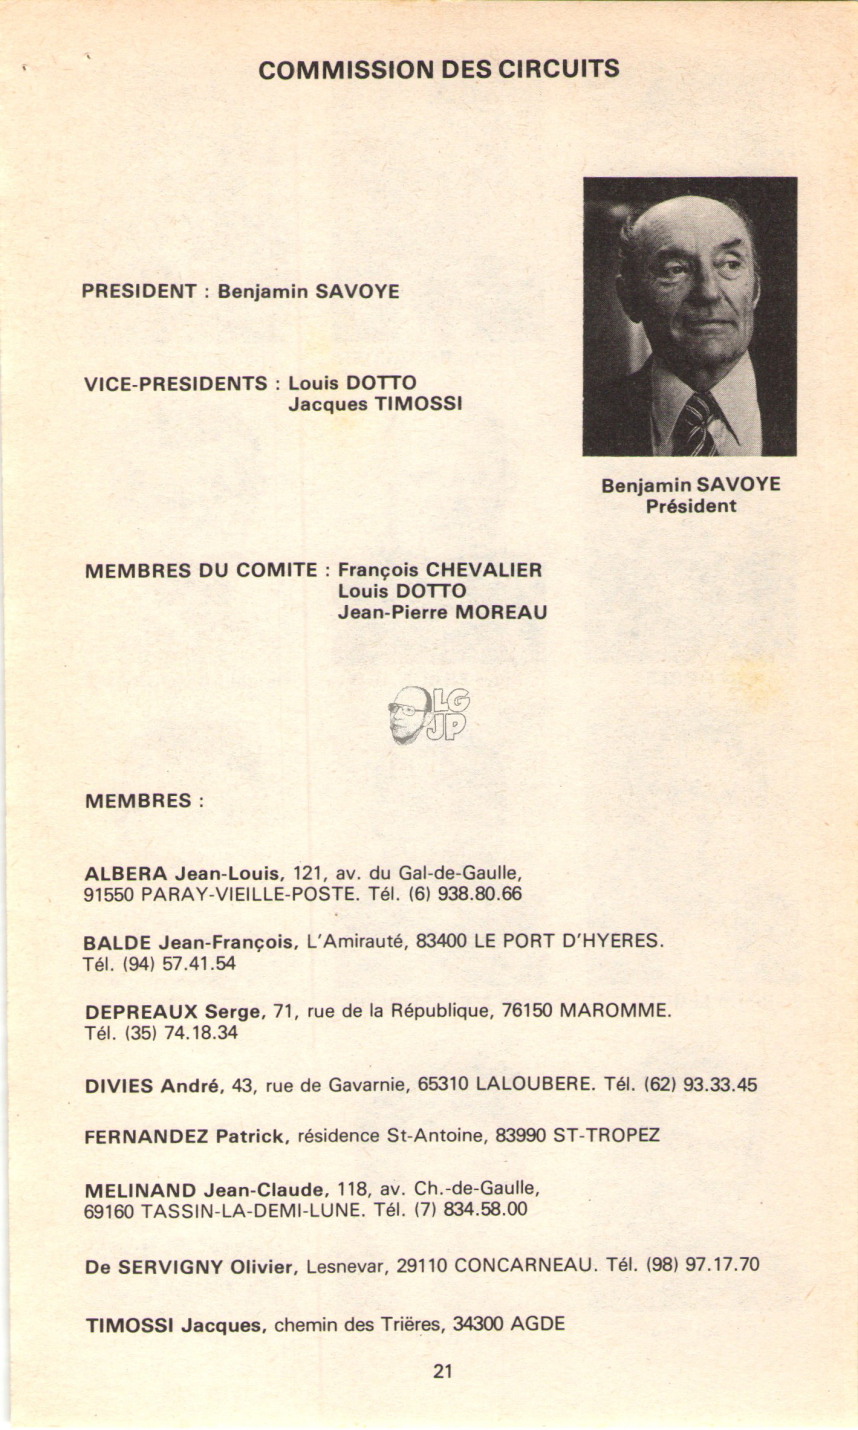 COMMISSION DES CIRCUITS
PRESIDENT : Benjamin SAVOYE
VICE-PRESIDENTS : Louis DOTTO
Jacques TIMOSSI
Benjamin SAVOYE
Président
MEMBRES DU COMITE : François CHEVALIER
Louis DOTTO
Jean-Pierre MOREAU
LG
JP
MEMBRES :
ALBERA Jean-Louis, 121, av. du Gal-de-Gaulle,
91550 PARAY-VIEILLE-POSTE. Tél. (6) 938.80.66
BALDE Jean-François, L'Amirauté, 83400 LE PORT D'HYERES.
Tél. (94) 57.41.54
DEPREAUX Serge, 71, rue de la République, 76150 MAROMME.
Tél. (35) 74.18.34
DIVIES André, 43, rue de Gavarnie, 65310 LALOUBERE. Tél. (62) 93.33.45
FERNANDEZ Patrick, résidence St-Antoine, 83990 ST-TROPEZ
MELINAND Jean-Claude, 118, av. Ch.-de-Gaulle,
69160 TASSIN-LA-DEMI-LUNE. Tél. (7) 834.58.00
De SERVIGNY Olivier, Lesnevar, 29110 CONCARNEAU. Tél. (98) 97.17.70
TIMOSSI Jacques, chemin des Trières, 34300 AGDE
21